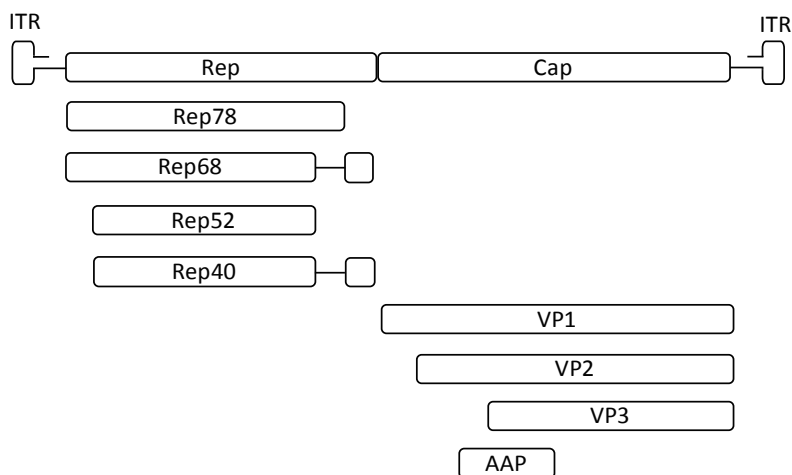 ITR
ITR
Rep
Cap
Rep78
Rep68
Rep52
Rep40
VP1
VP2
VP3
AAP